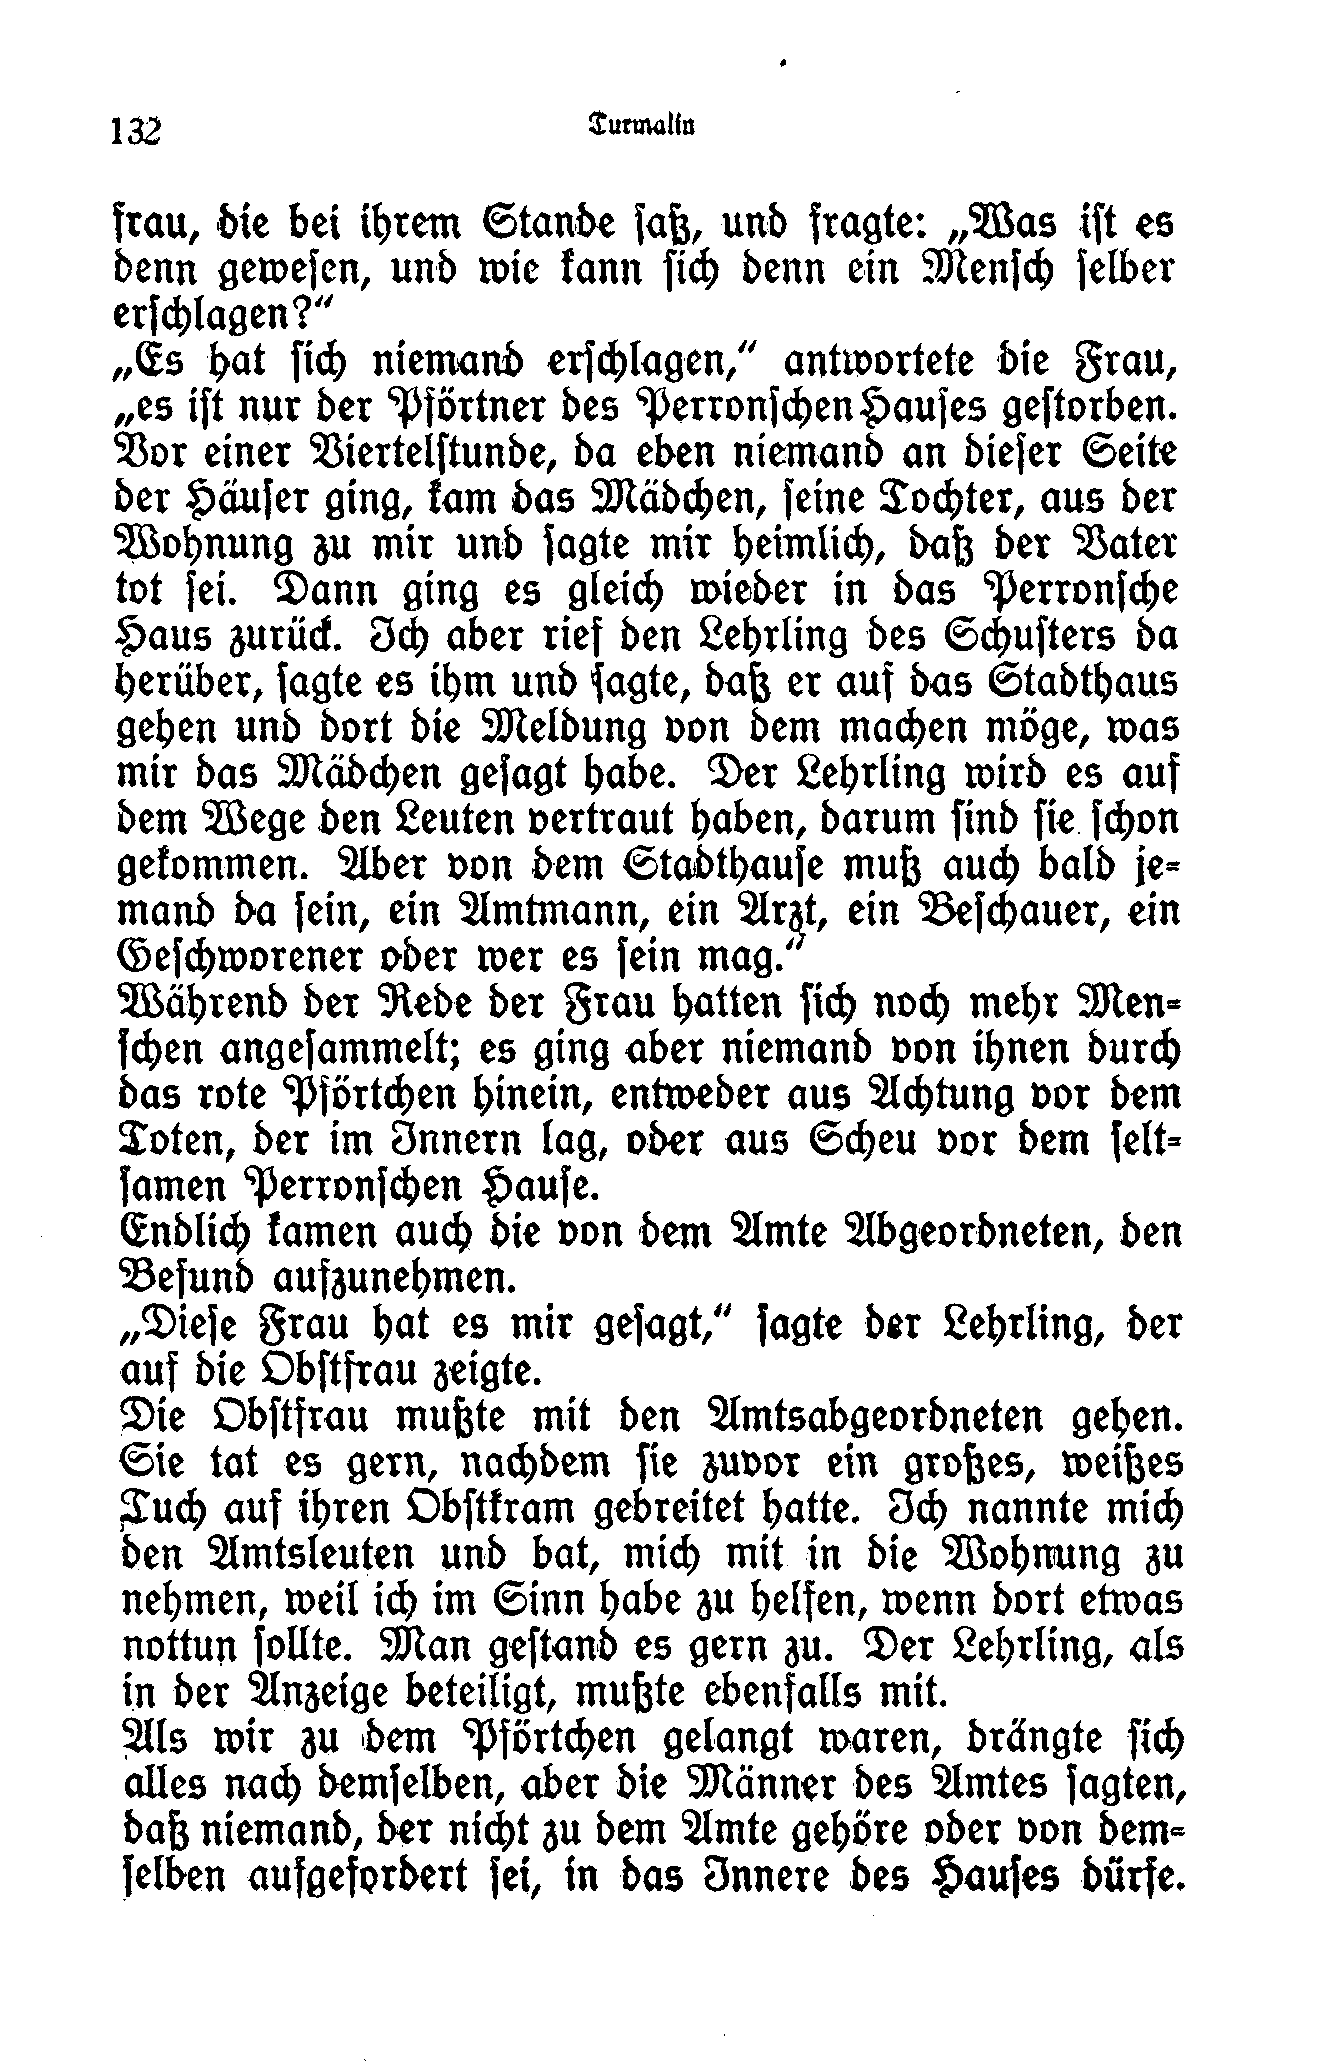 132 Turmalin
frau, die bei ihrem Stande saß, und fragte: „Was ist es
denn gewesen, und wie kann sich denn ein Mensch selber
erschlagen?“
„Es hat sich niemand erschlagen,“ antwortete die Frau,
„es ist nur der Pförtner des Perronschen Hauses gestorben.
Vor einer Viertelstunde, da eben niemand an dieser Seite
der Häuser ging, kam das Mädchen, seine Tochter, aus der
Wohnung zu mir und sagte mir heimlich, daß der Vater
tot sei. Dann ging es gleich wieder in das Perronsche
Haus zurück. Ich aber rief den Lehrling des Schusters da
herüber, sagte es ihm und sagte, daß er auf das Stadthaus
gehen und dort die Meldung von dem machen möge, was
mir das Mädchen gesagt habe. Der Lehrling wird es auf
dem Wege den Leuten vertraut haben, darum sind sie schon
gekommen. Aber von dem Stadthause muß auch bald je-
mand da sein, ein Amtmann, ein Arzt, ein Beschauer, ein
Geschworener oder wer es sein mag.“
Während der Rede der Frau hatten sich noch mehr Men-
schen angesammelt; es ging aber niemand von ihnen durch
das rote Pförtchen hinein, entweder aus Achtung vor dem
Toten, der im Innern lag, oder aus Scheu vor dem selt-
samen Perronschen Hause.
Endlich kamen auch die von dem Amte Abgeordneten, den
Befund aufzunehmen.
„Diese Frau hat es mir gesagt,“ sagte der Lehrling, der
auf die Obstfrau zeigte.
Die Obstfrau mußte mit den Amtsabgeordneten gehen.
Sie tat es gern, nachdem sie zuvor ein großes, weißes
Tuch auf ihren Obstkram gebreitet hatte. Ich nannte mich
den Amtsleuten und bat, mich mit in die Wohnung zu
nehmen, weil ich im Sinn habe zu helfen, wenn dort etwas
nottun sollte. Man gestand es gern zu. Der Lehrling, als
in der Anzeige beteiligt, mußte ebenfalls mit.
Als wir zu dem Pförtchen gelangt waren, drängte sich
alles nach demselben, aber die Männer des Amtes sagten,
daß niemand, der nicht zu dem Amte gehöre oder von dem-
selben aufgefordert sei, in das Innere des Hauses dürfe.